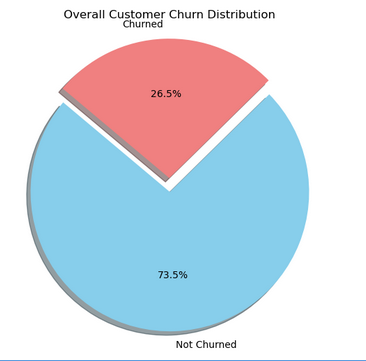 Overall Customer Churn Distribution
Churned
26.5%
73.5%
Not Churned